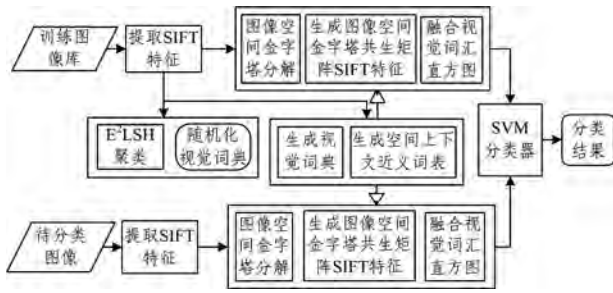 训练图
像库
提取SIFT
特征
图像空
间金字
塔分解
生成图像空间
金字塔共生矩
阵SIFT特征
融合视
觉词汇
直方图
E²LSH
聚类
随机化
视觉词典
生成视
觉词典
生成空间上下
文近义词表
SVM
分类器
分类
结果
待分类
图像
提取SIFT
特征
图像空
间金字
塔分解
生成图像空间
金字塔共生矩
阵SIFT特征
融合视
觉词汇
直方图